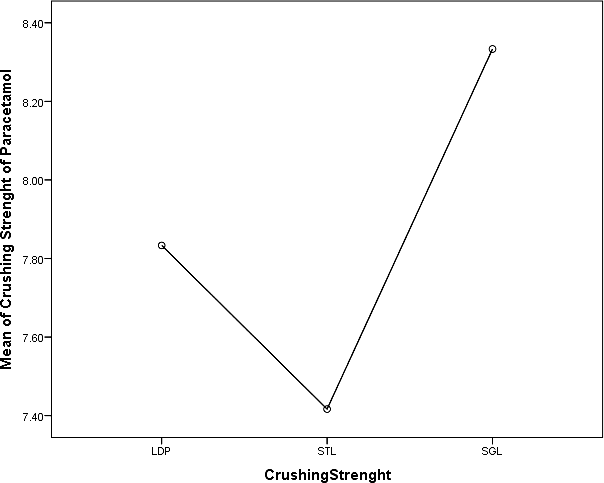 Mean of Crushing Strenght of Paracetamol
8.40
8.20
8.00
7.80
7.60
7.40
LDP STL SGL
CrushingStrenght